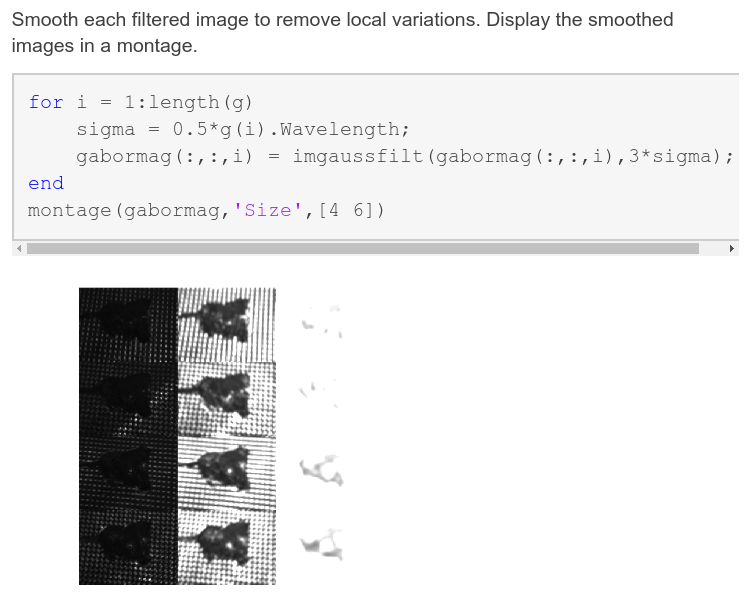 Smooth each filtered image to remove local variations. Display the smoothed
images in a montage.
for i = 1:length(g)
    sigma = 0.5*g(i).Wavelength;
    gabormag(:,:,i) = imgaussfilt(gabormag(:,:,i),3*sigma);
end
montage(gabormag,'Size',[4 6])